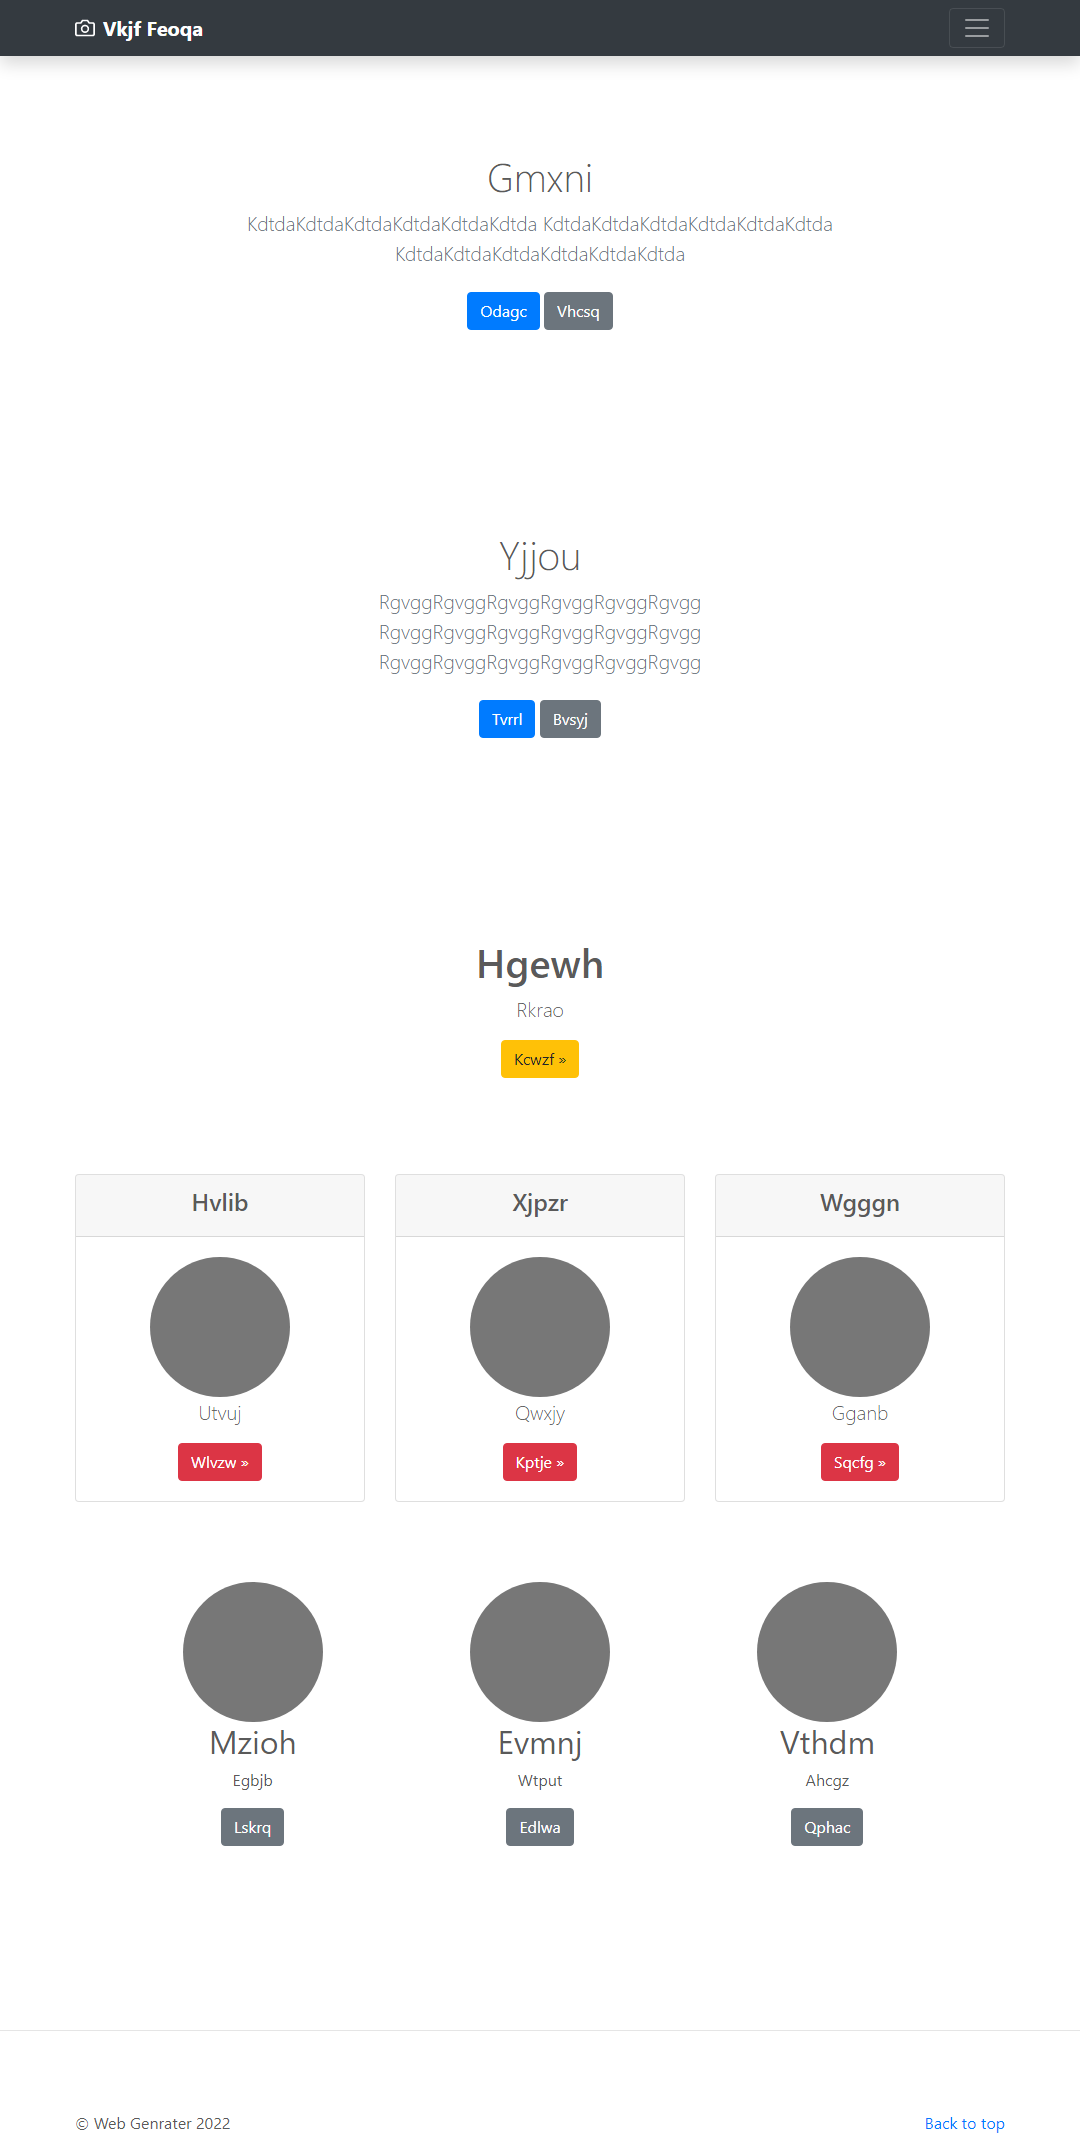 Vkjf Feoqa
Gmxni
KdtdaKdtdaKdtdaKdtdaKdtdaKdtda KdtdaKdtdaKdtdaKdtdaKdtdaKdtda
KdtdaKdtdaKdtdaKdtdaKdtdaKdtda
Odagc Vhcsq
Yjjou
RgvggRgvggRgvggRgvggRgvggRgvgg
RgvggRgvggRgvggRgvggRgvggRgvgg
RgvggRgvggRgvggRgvggRgvggRgvgg
Tvrrl Bvsyj
Hgewh
Rkrao
Kcwzf »
Hvlib Xjpzr Wgggn
Utvuj Qwxjy Gganb
Wlvzw » Kptje » Sqcfg »
Mzioh Evmnj Vthdm
Egbjb Wtput Ahcgz
Lskrq Edlwa Qphac
© Web Genrater 2022 Back to top